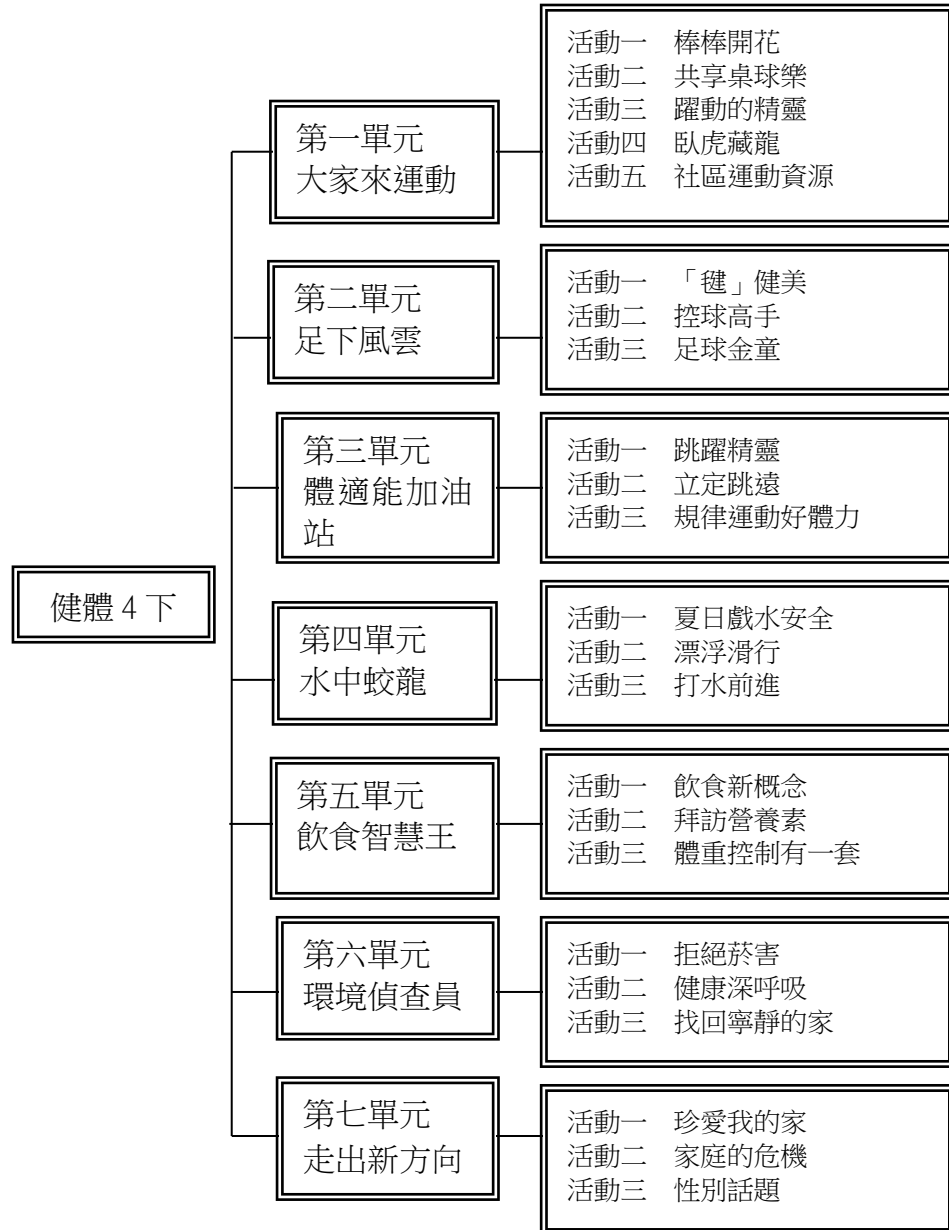 健體 4 下
第一單元
大家來運動
活動一　棒棒開花
活動二　共享桌球樂
活動三　躍動的精靈
活動四　臥虎藏龍
活動五　社區運動資源
第二單元
足下風雲
活動一　「毽」健美
活動二　控球高手
活動三　足球金童
第三單元
體適能加油
站
活動一　跳躍精靈
活動二　立定跳遠
活動三　規律運動好體力
第四單元
水中蛟龍
活動一　夏日戲水安全
活動二　漂浮滑行
活動三　打水前進
第五單元
飲食智慧王
活動一　飲食新概念
活動二　拜訪營養素
活動三　體重控制有一套
第六單元
環境偵查員
活動一　拒絕菸害
活動二　健康深呼吸
活動三　找回寧靜的家
第七單元
走出新方向
活動一　珍愛我的家
活動二　家庭的危機
活動三　性別話題